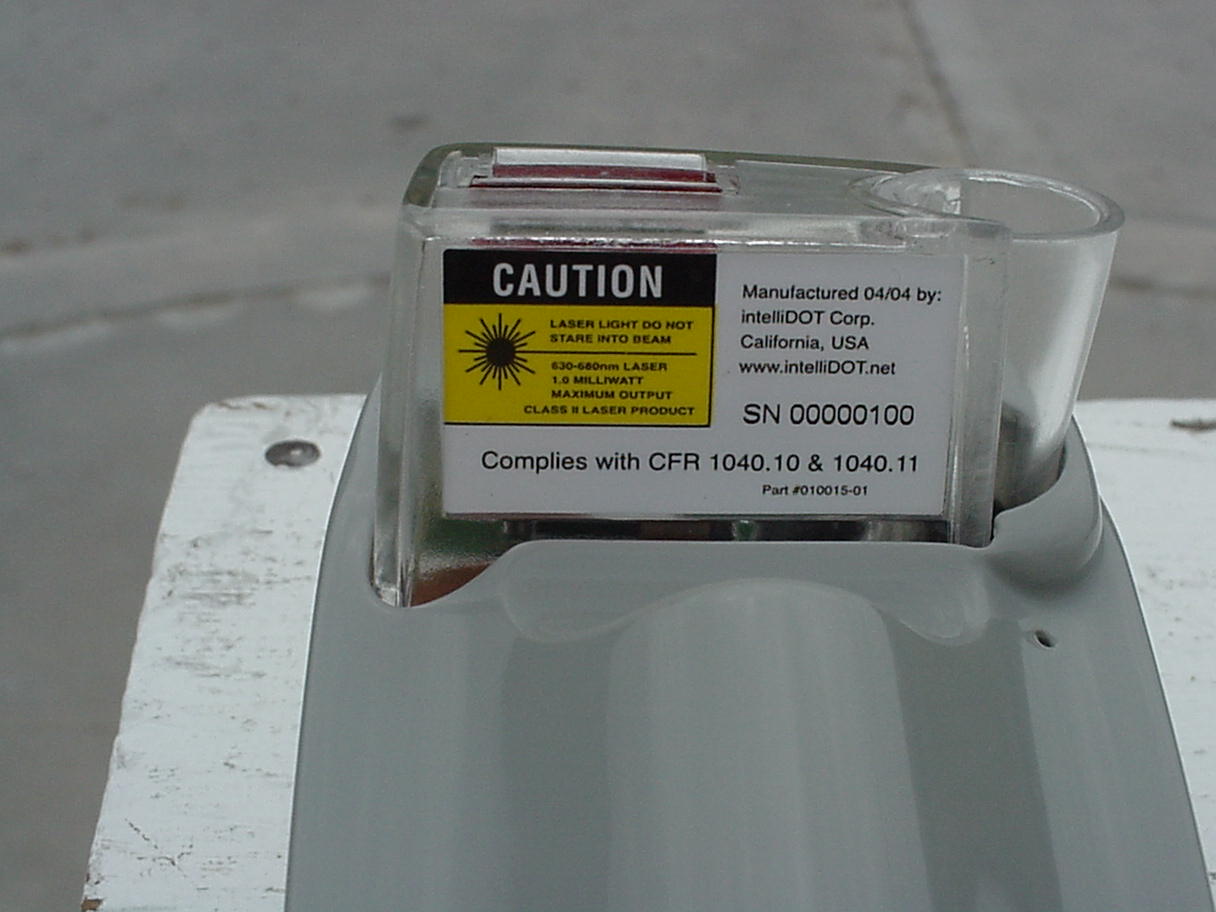 CAUTION
LASER LIGHT DO NOT
STARE INTO BEAM
630-680nm LASER
1.0 MILLIWATT
MAXIMUM OUTPUT
CLASS II LASER PRODUCT
Manufactured 04/04 by:
intelliDOT Corp.
California, USA
www.intelliDOT.net
SN 00000100
Complies with CFR 1040.10 & 1040.11
Part #010015-01